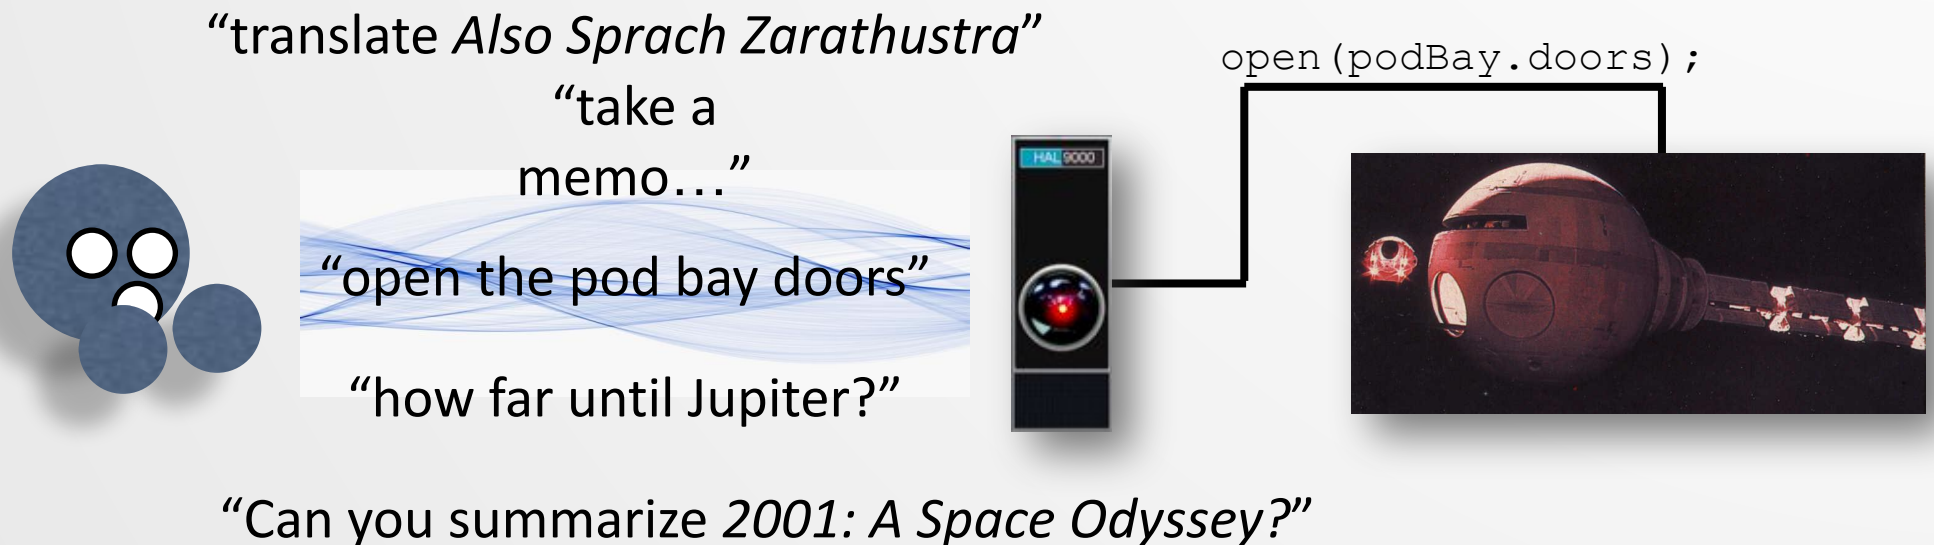 “translate Also Sprach Zarathustra”
open(podBay.doors);
“take a
memo…”
HAL 9000
“open the pod bay doors”
“how far until Jupiter?”
“Can you summarize 2001: A Space Odyssey?”